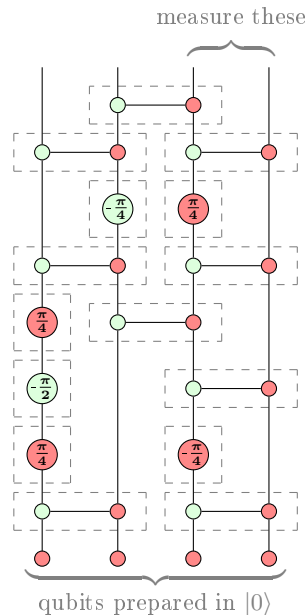 measure these
-π/4 π/4
π/4
-π/2
π/4 -π/4
qubits prepared in |0⟩